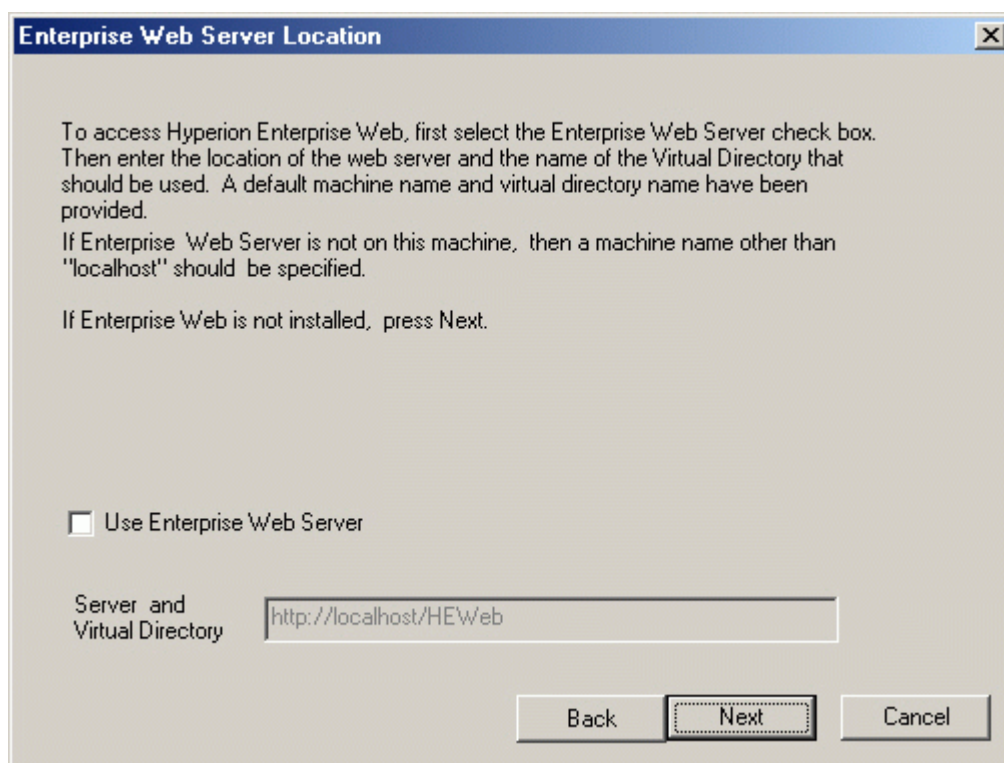 Enterprise Web Server Location
To access Hyperion Enterprise Web, first select the Enterprise Web Server check box.
Then enter the location of the web server and the name of the Virtual Directory that
should be used. A default machine name and virtual directory name have been
provided.
If Enterprise Web Server is not on this machine, then a machine name other than
"localhost" should be specified.
If Enterprise Web is not installed, press Next.
Use Enterprise Web Server
Server and
Virtual Directory
http://localhost/HEWeb
Back Next Cancel